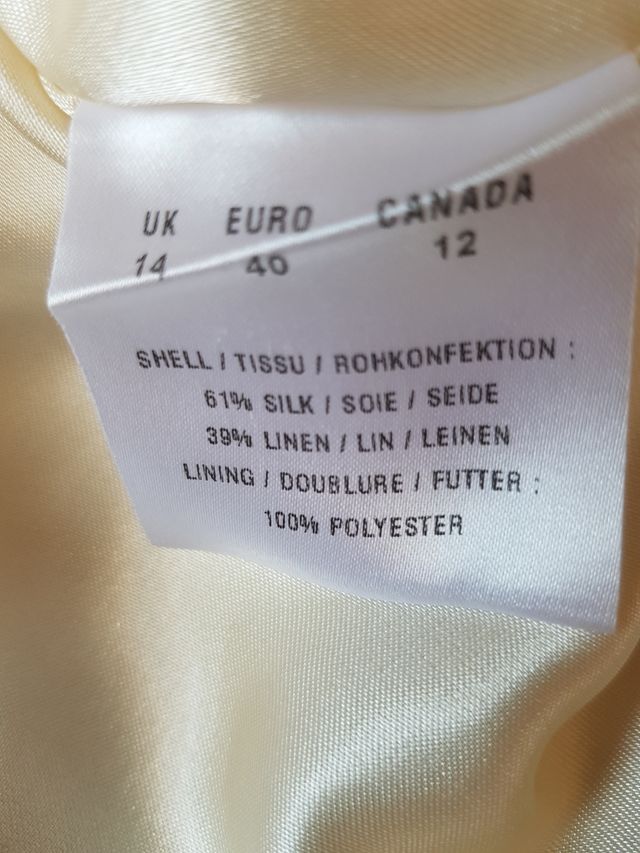 UK EURO CANADA
14 40 12
SHELL / TISSU / ROHKONFEKTION :
61% SILK / SOIE / SEIDE
39% LINEN / LIN / LEINEN
LINING / DOUBLURE / FUTTER :
100% POLYESTER